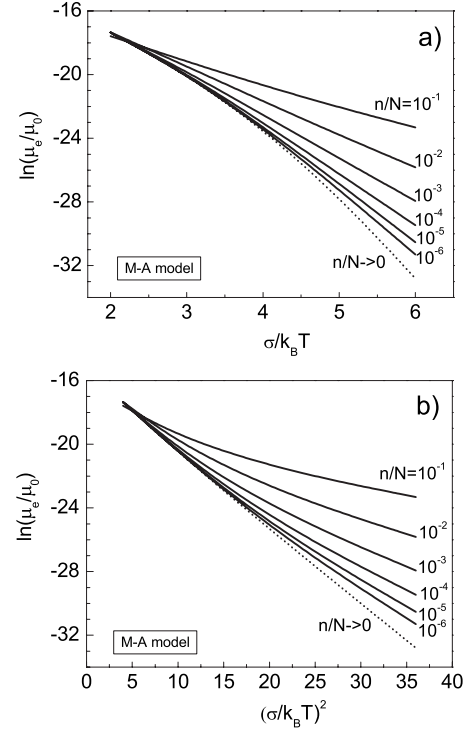 -16
-20
-24
-28
-32
ln(μe/μ0)
a)
n/N=10⁻¹
10⁻²
10⁻³
10⁻⁴
10⁻⁵
10⁻⁶
n/N->0
M-A model
2 3 4 5 6
σ/kBT
-16
-20
-24
-28
-32
ln(μe/μ0)
b)
n/N=10⁻¹
10⁻²
10⁻³
10⁻⁴
10⁻⁵
10⁻⁶
n/N->0
M-A model
0 5 10 15 20 25 30 35 40
(σ/kBT)²